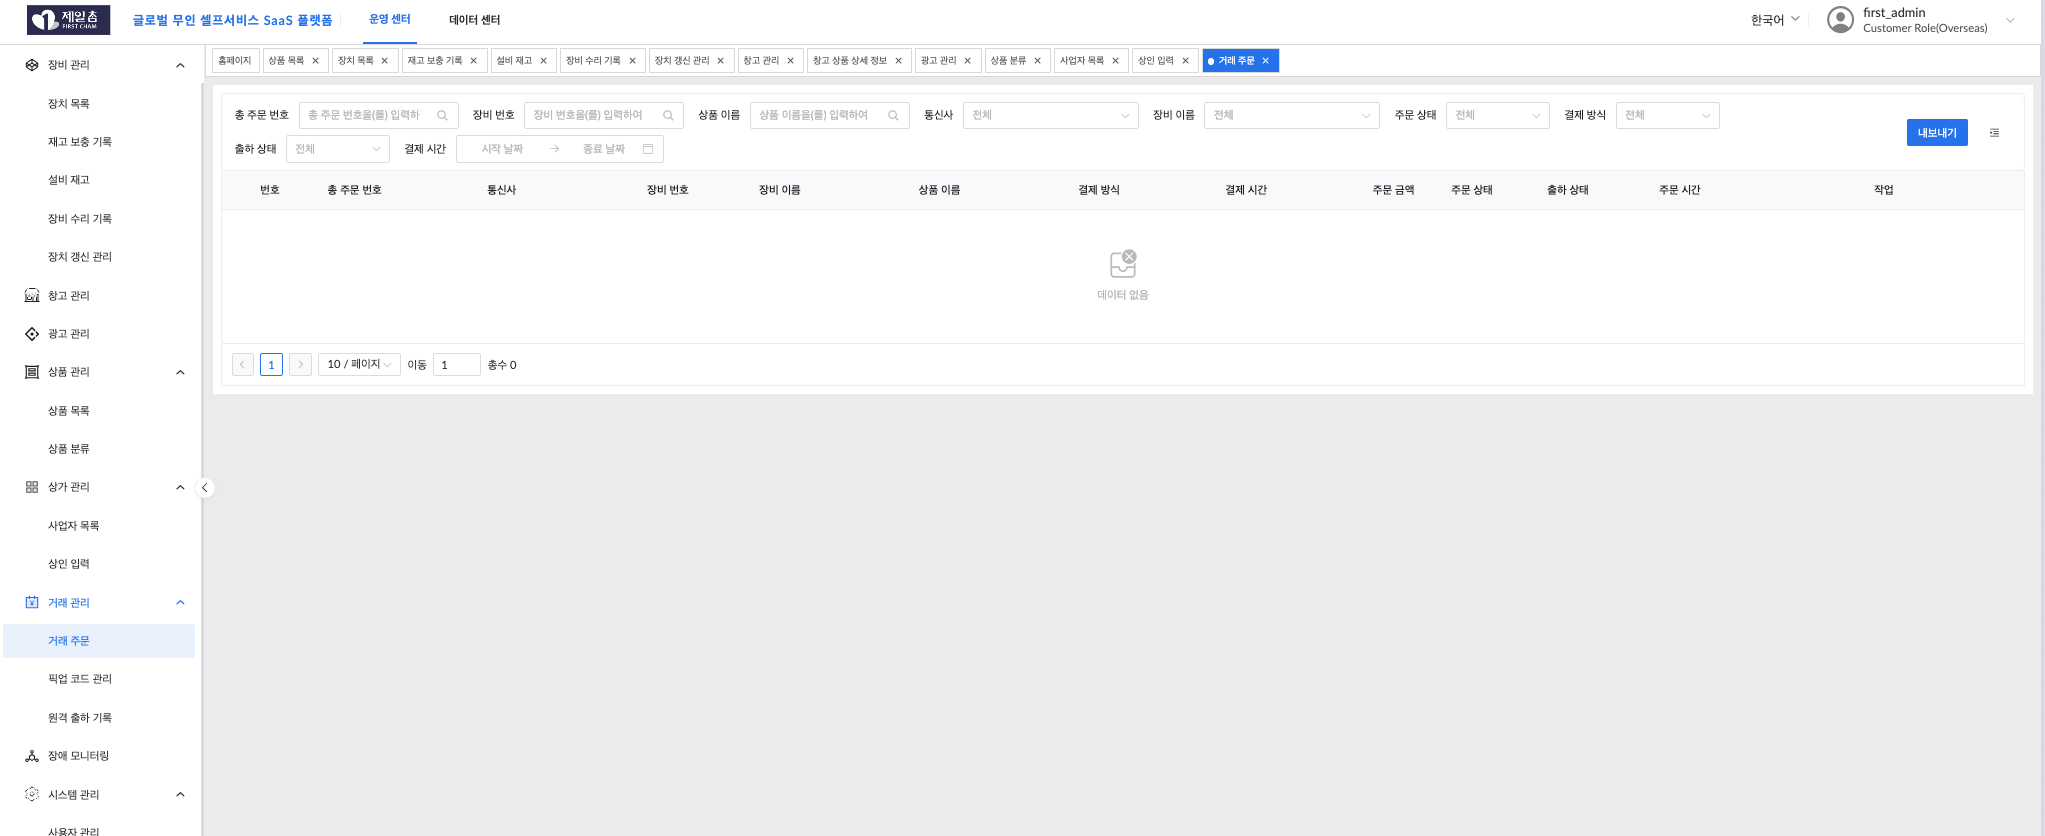 제일참
FIRST CHAM
글로벌 무인 셀프서비스 SaaS 플랫폼
운영 센터
데이터 센터
한국어
first_admin
Customer Role(Overseas)
장비 관리
장치 목록
재고 보충 기록
설비 재고
장비 수리 기록
장치 갱신 관리
창고 관리
광고 관리
상품 관리
상품 목록
상품 분류
상가 관리
사업자 목록
상인 입력
거래 관리
거래 주문
픽업 코드 관리
원격 출하 기록
장애 모니터링
시스템 관리
사용자 관리
홈페이지 상품 목록 장치 목록 재고 보충 기록 설비 재고 장비 수리 기록 장치 갱신 관리 창고 관리 창고 상품 상세 정보 광고 관리 상품 분류 사업자 목록 상인 입력 거래 주문
총 주문 번호 총 주문 번호을(를) 입력하 장비 번호 장비 번호을(를) 입력하여 상품 이름 상품 이름을(를) 입력하여 통신사 전체 장비 이름 전체 주문 상태 전체 결제 방식 전체
출하 상태 전체 결제 시간 시작 날짜 → 종료 날짜
내보내기
번호 총 주문 번호 통신사 장비 번호 장비 이름 상품 이름 결제 방식 결제 시간 주문 금액 주문 상태 출하 상태 주문 시간 작업
데이터 없음
1 10 / 페이지 이동 1 총수 0